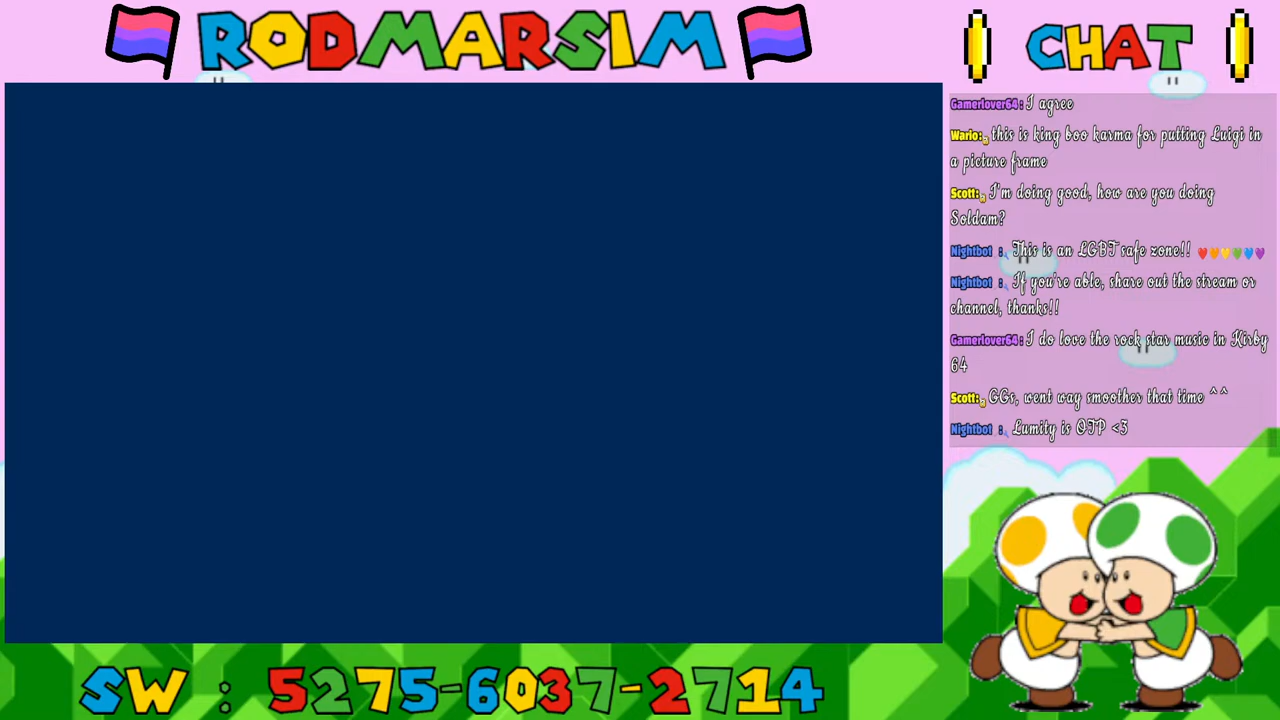 RODMARSIM
CHAT
Gamerlover64: I agree
Wario: this is king boo karma for putting Luigi in
a picture frame
Scott: I'm doing good, how are you doing
Soldam?
Nightbot : This is an LGBT safe zone!! ❤️🧡💛💚💙💜
Nightbot : If you're able, share out the stream or
channel, thanks!!
Gamerlover64: I do love the rock star music in Kirby
64
Scott: GGs, went way smoother that time ^^
Nightbot : Lumity is OTP <3
SW : 5275-6037-2714